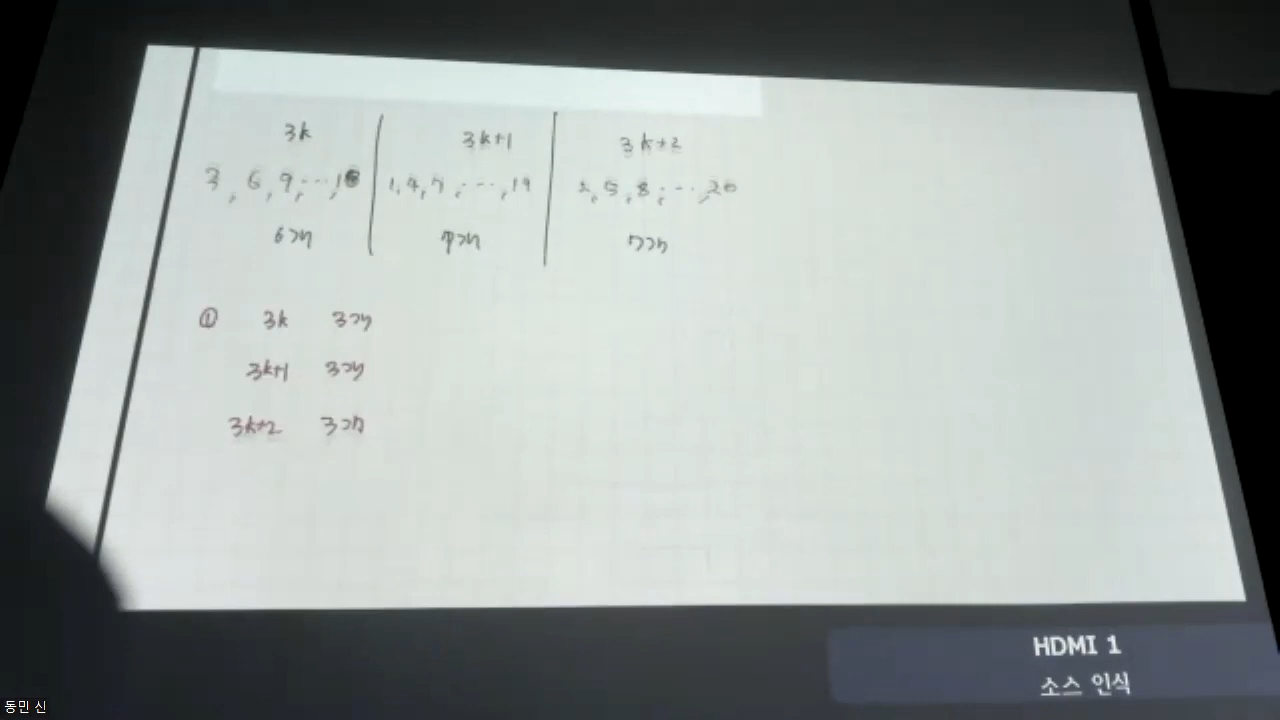 3k 3k+1 3k+2
3, 6, 9, ..., 18 1, 4, 7, ..., 19 2, 5, 8, ..., 20
6개 7개 7개
① 3k 3개
3k+1 3개
3k+2 3개
HDMI 1
소스 인식
동민 신